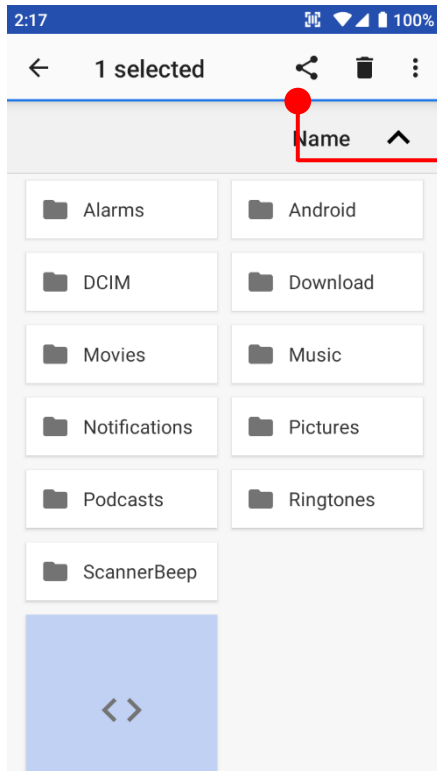 2:17 100%
1 selected
Name
Alarms Android
DCIM Download
Movies Music
Notifications Pictures
Podcasts Ringtones
ScannerBeep